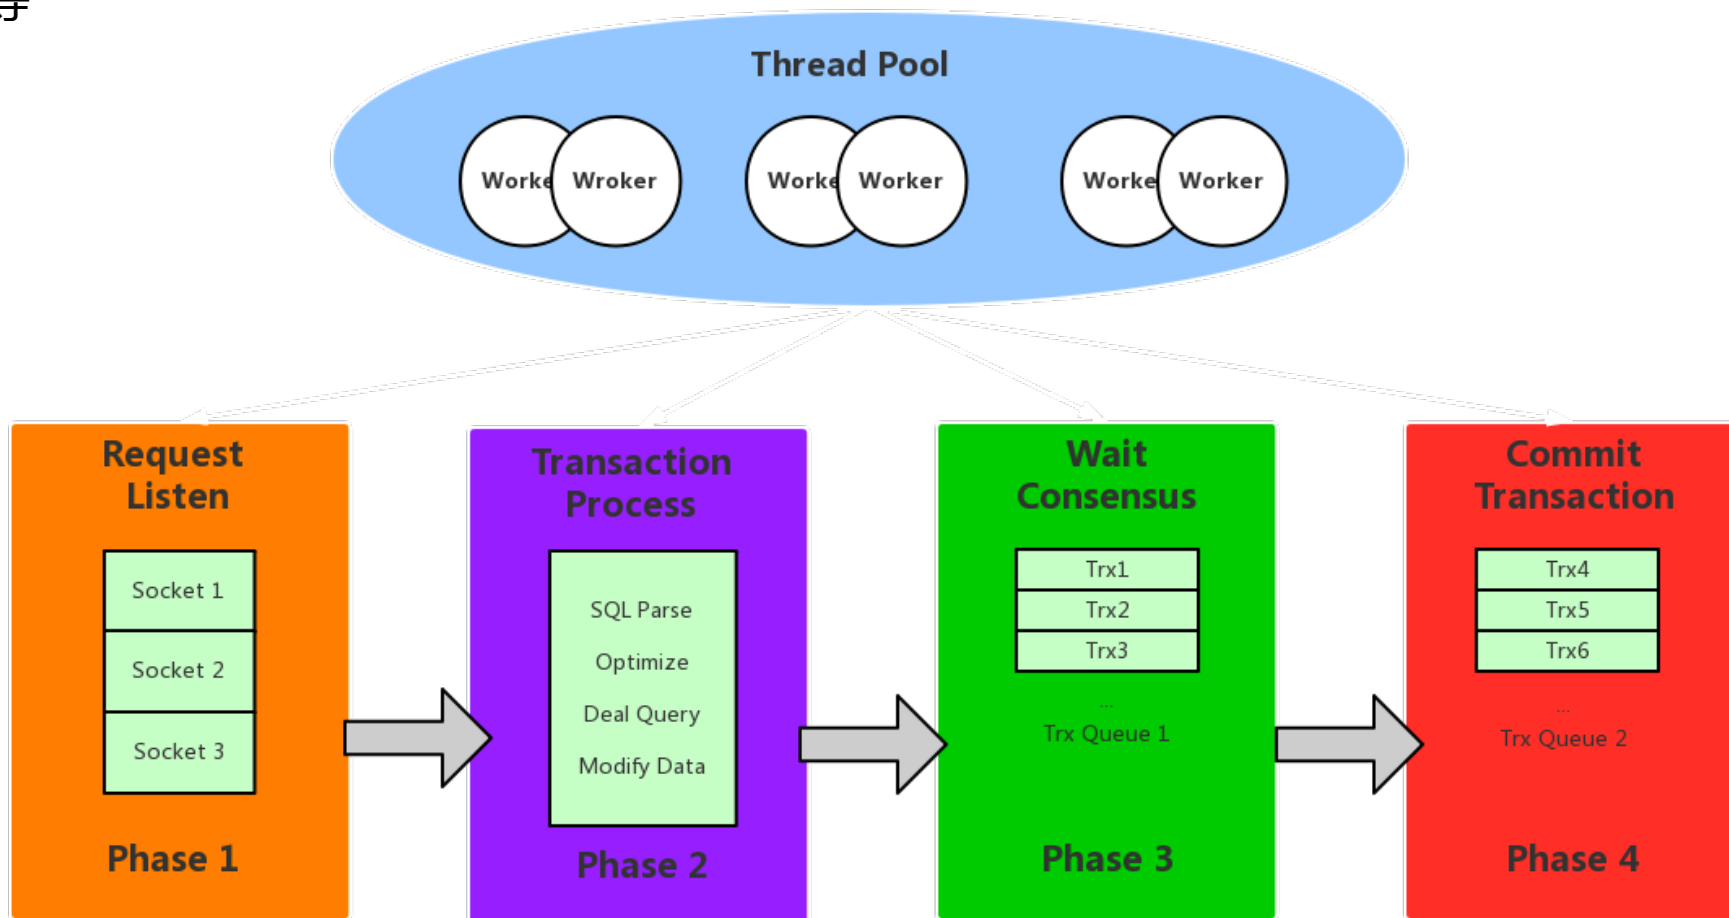 等
Thread Pool
Worke Wroker Worke Worker Worke Worker
Request
Listen
Socket 1
Socket 2
Socket 3
Phase 1
Transaction
Process
SQL Parse
Optimize
Deal Query
Modify Data
Phase 2
Wait
Consensus
Trx1
Trx2
Trx3
...
Trx Queue 1
Phase 3
Commit
Transaction
Trx4
Trx5
Trx6
...
Trx Queue 2
Phase 4